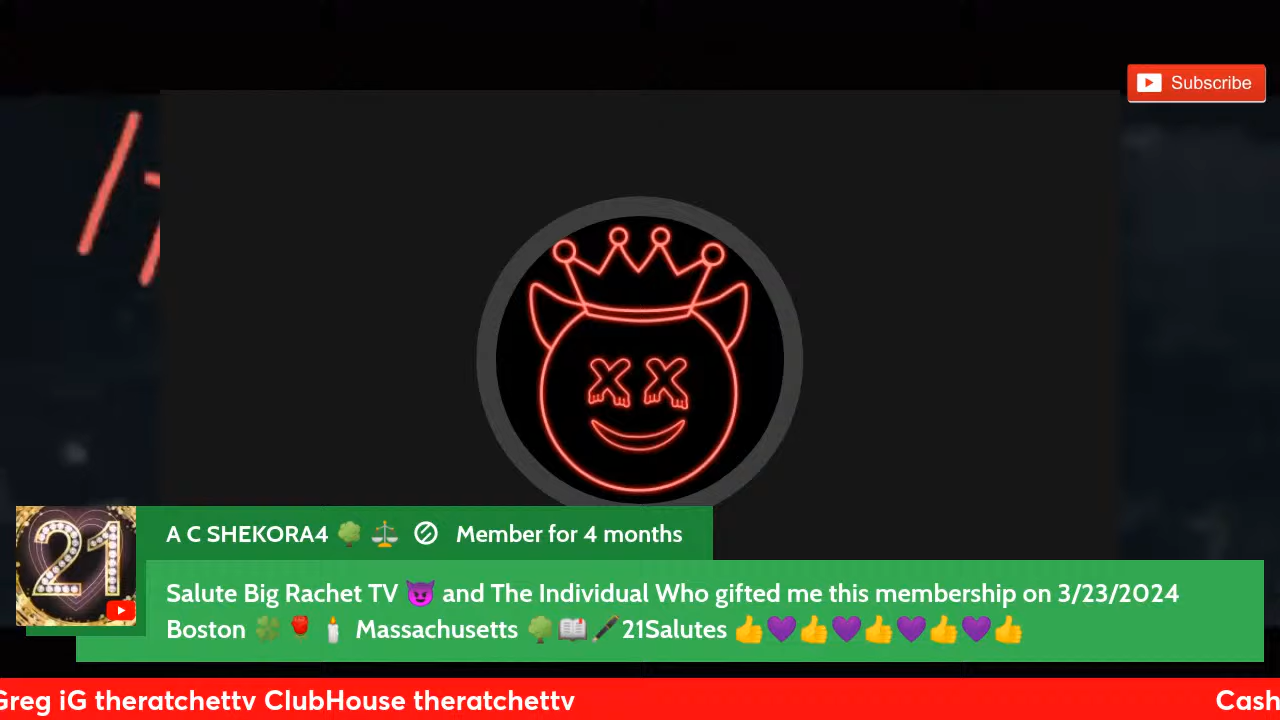 Subscribe
21
A C SHEKORA4 🌳 ⚖️ Member for 4 months
Salute Big Rachet TV 😈 and The Individual Who gifted me this membership on 3/23/2024
Boston 🍀🌹🕯️ Massachusetts 🌳📖🖋️21Salutes 👍💜👍💜👍💜👍💜👍
Greg iG theratchettv ClubHouse theratchettv
Cash